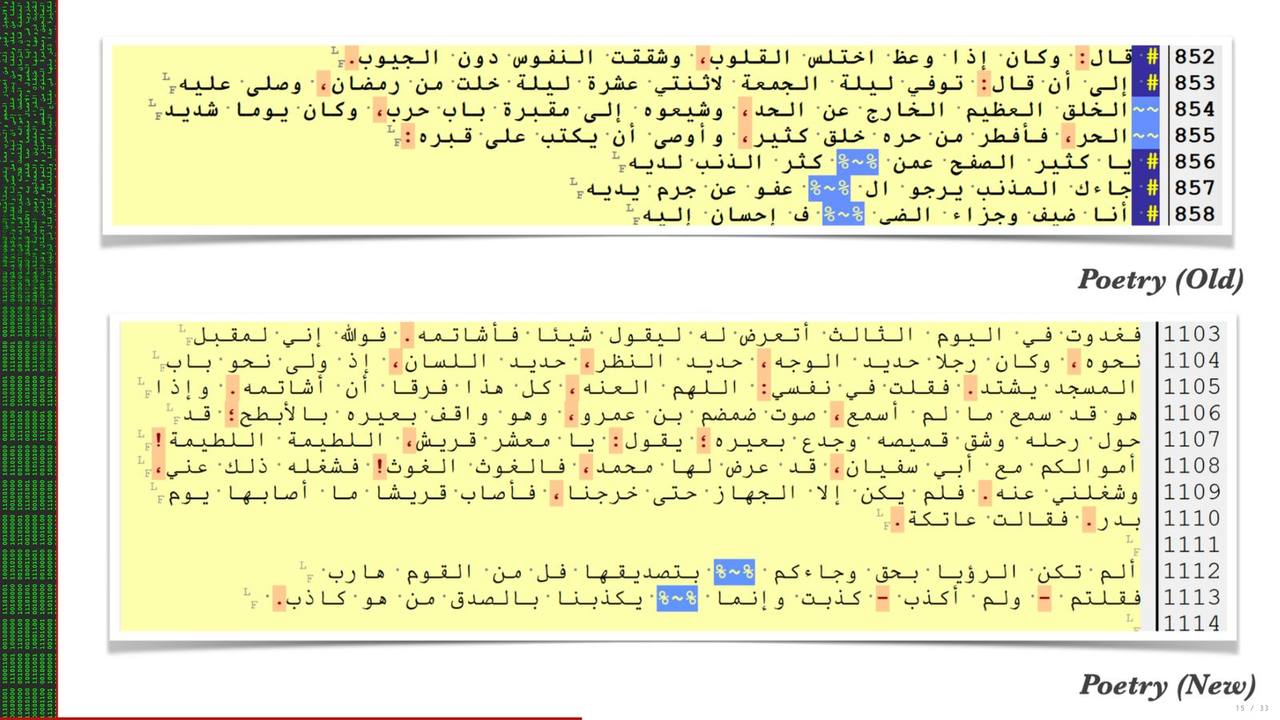 852 # قال: وكان إذا وعظ اختلس القلوب، وشققت النفوس دون الجيوب.
853 # إلى أن قال: توفي ليلة الجمعة لاثنتي عشرة ليلة خلت من رمضان، وصلى عليه
854 ~~الخلق العظيم الخارج عن الحد، وشيعوه إلى مقبرة باب حرب، وكان يوما شديد
855 ~~الحر، فأفطر من حره خلق كثير، وأوصى أن يكتب على قبره:
856 # يا كثير الصفح عمن %~% كثر الذنب لديه
857 # جاءك المذنب يرجو ال %~% عفو عن جرم يديه
858 # أنا ضيف وجزاء الضى %~% ف إحسان إليه
Poetry (Old)
1103 فغدوت في اليوم الثالث أتعرض له ليقول شيئا فأشاتمه. فوالله إني لمقبل
1104 نحوه، وكان رجلا حديد الوجه، حديد النظر، حديد اللسان، إذ ولى نحو باب
1105 المسجد يشتد. فقلت في نفسي: اللهم العنه، كل هذا فرقا أن أشاتمه. وإذا
1106 هو قد سمع ما لم أسمع، صوت ضمضم بن عمرو، وهو واقف بعيره بالأبطح؛ قد
1107 حول رحله وشق قميصه وجدع بعيره؛ يقول: يا معشر قريش، اللطيمة اللطيمة!
1108 أموالكم مع أبي سفيان، قد عرض لها محمد، فالغوث الغوث! فشغله ذلك عني،
1109 وشغلني عنه. فلم يكن إلا الجهاز حتى خرجنا، فأصاب قريشا ما أصابها يوم
1110 بدر. فقالت عاتكة.
1111
1112 ألم تكن الرؤيا بحق وجاءكم %~% بتصديقها فل من القوم هارب
1113 فقلتم - ولم أكذب - كذبت وإنما %~% يكذبنا بالصدق من هو كاذب.
1114
Poetry (New)
15 / 33